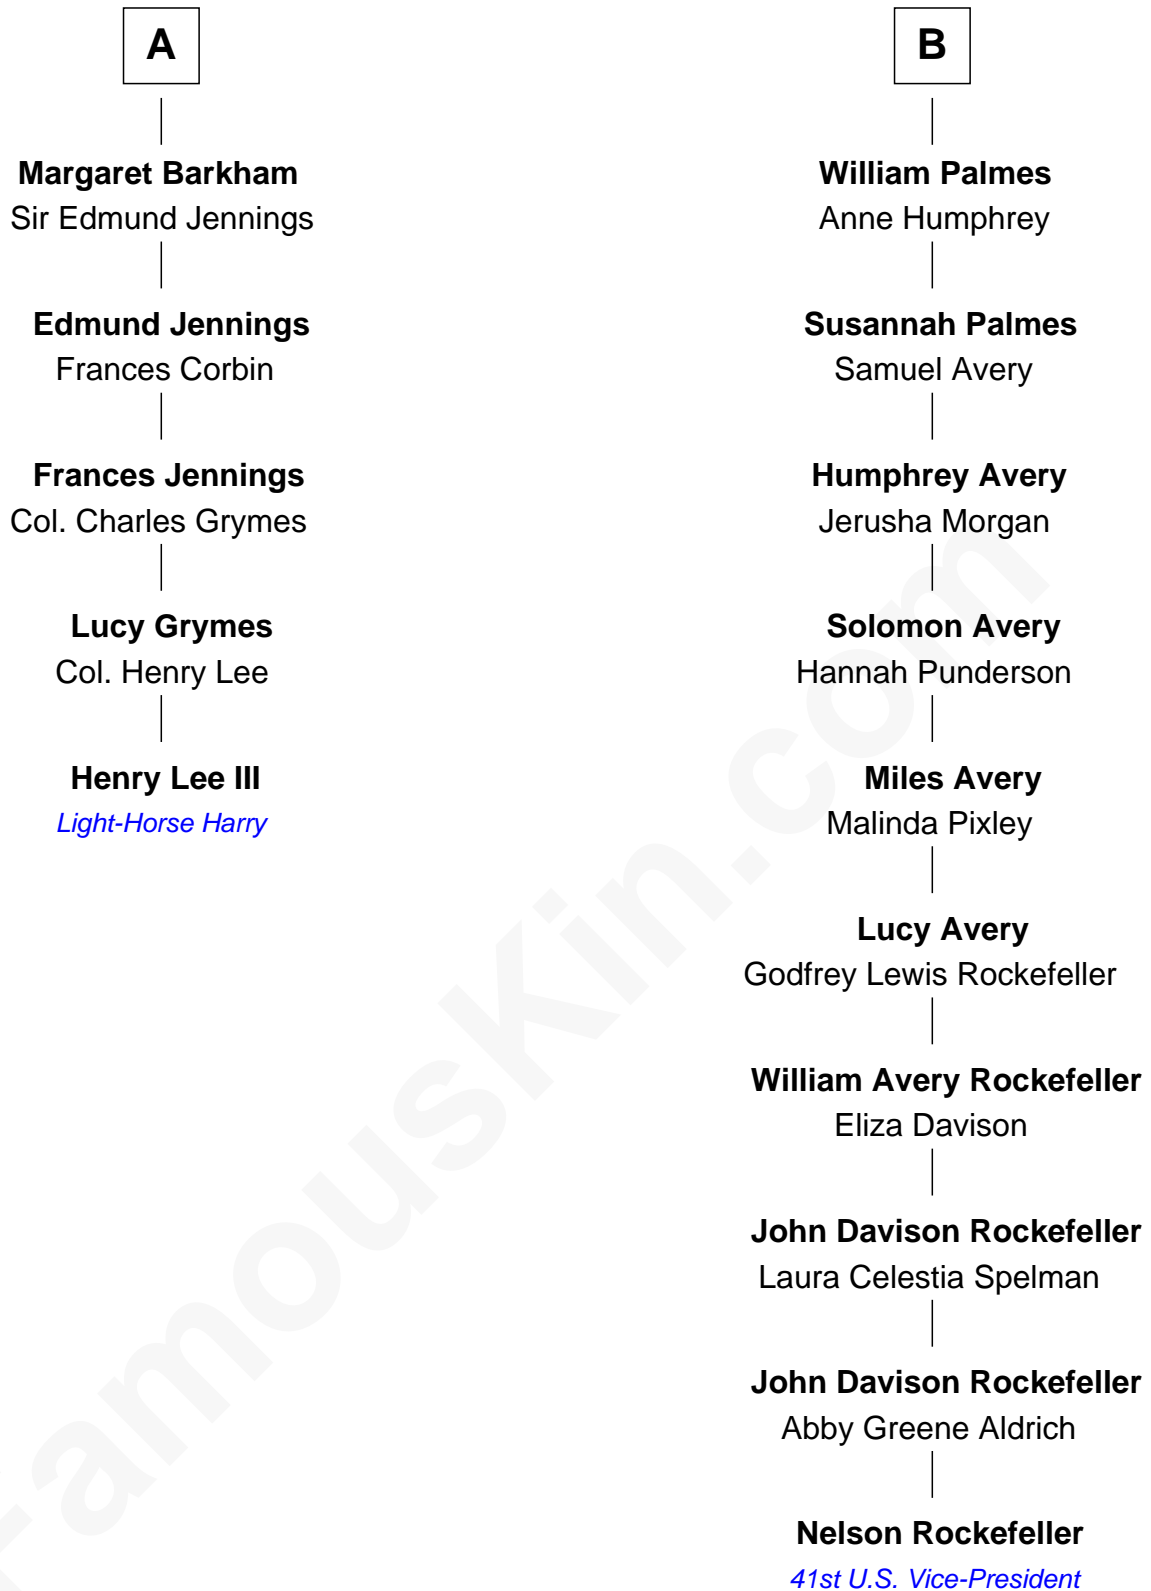 A
Margaret Barkham
Sir Edmund Jennings
Edmund Jennings
Frances Corbin
Frances Jennings
Col. Charles Grymes
Lucy Grymes
Col. Henry Lee
Henry Lee III
Light-Horse Harry
B
William Palmes
Anne Humphrey
Susannah Palmes
Samuel Avery
Humphrey Avery
Jerusha Morgan
Solomon Avery
Hannah Punderson
Miles Avery
Malinda Pixley
Lucy Avery
Godfrey Lewis Rockefeller
William Avery Rockefeller
Eliza Davison
John Davison Rockefeller
Laura Celestia Spelman
John Davison Rockefeller
Abby Greene Aldrich
Nelson Rockefeller
41st U.S. Vice-President
FamousKin.com